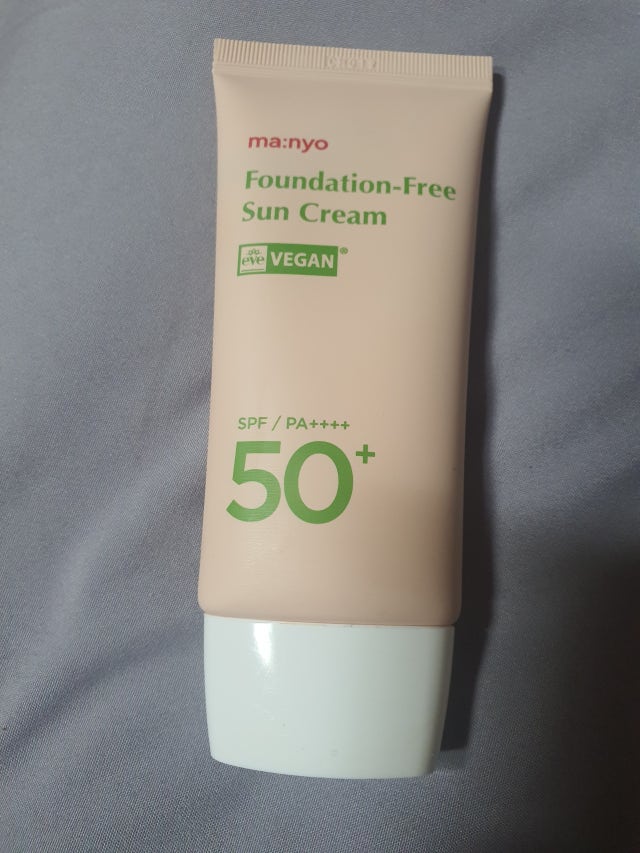 ma:nyo
Foundation-Free
Sun Cream
eve VEGAN®
SPF / PA++++
50+